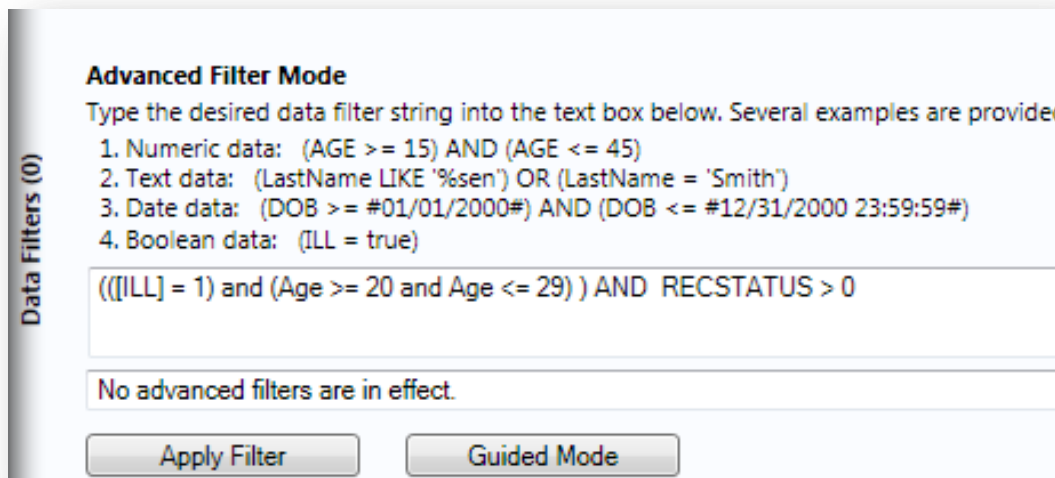 Advanced Filter Mode
Type the desired data filter string into the text box below. Several examples are provided
1. Numeric data: (AGE >= 15) AND (AGE <= 45)
2. Text data: (LastName LIKE '%sen') OR (LastName = 'Smith')
3. Date data: (DOB >= #01/01/2000#) AND (DOB <= #12/31/2000 23:59:59#)
4. Boolean data: (ILL = true)
(([ILL] = 1) and (Age >= 20 and Age <= 29) ) AND RECSTATUS > 0
No advanced filters are in effect.
Apply Filter Guided Mode
Data Filters (0)